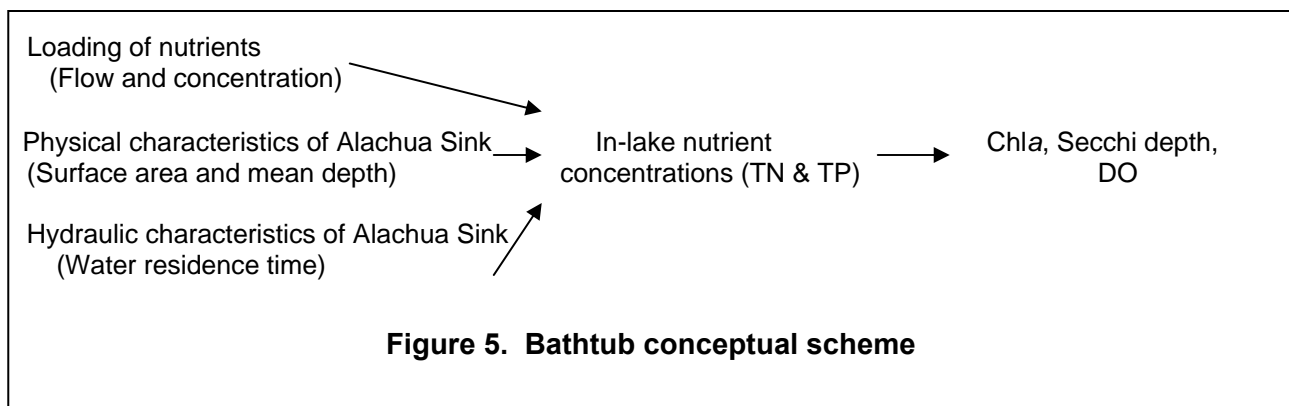 Loading of nutrients
(Flow and concentration)
Physical characteristics of Alachua Sink
(Surface area and mean depth)
Hydraulic characteristics of Alachua Sink
(Water residence time)
In-lake nutrient
concentrations (TN & TP)
Chla, Secchi depth,
DO
Figure 5. Bathtub conceptual scheme